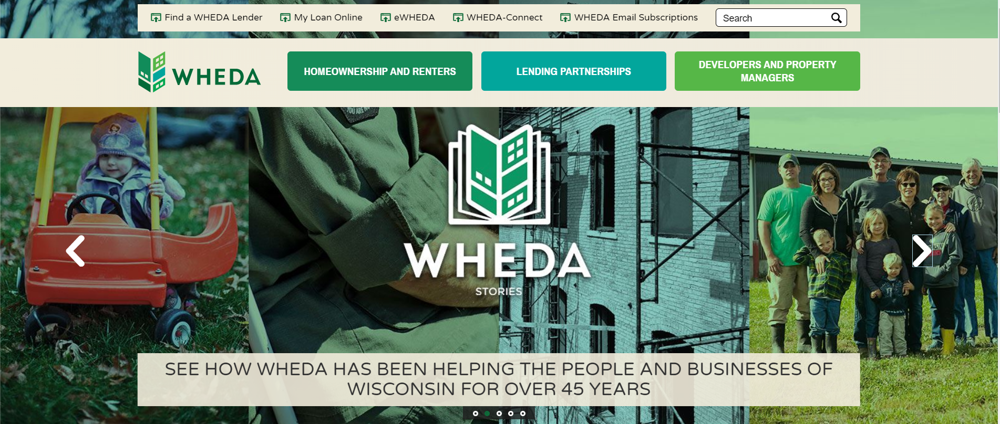 Find a WHEDA Lender
My Loan Online
eWHEDA
WHEDA-Connect
WHEDA Email Subscriptions
Search
WHEDA
HOMEOWNERSHIP AND RENTERS
LENDING PARTNERSHIPS
DEVELOPERS AND PROPERTY
MANAGERS
WHEDA
STORIES
SEE HOW WHEDA HAS BEEN HELPING THE PEOPLE AND BUSINESSES OF
WISCONSIN FOR OVER 45 YEARS